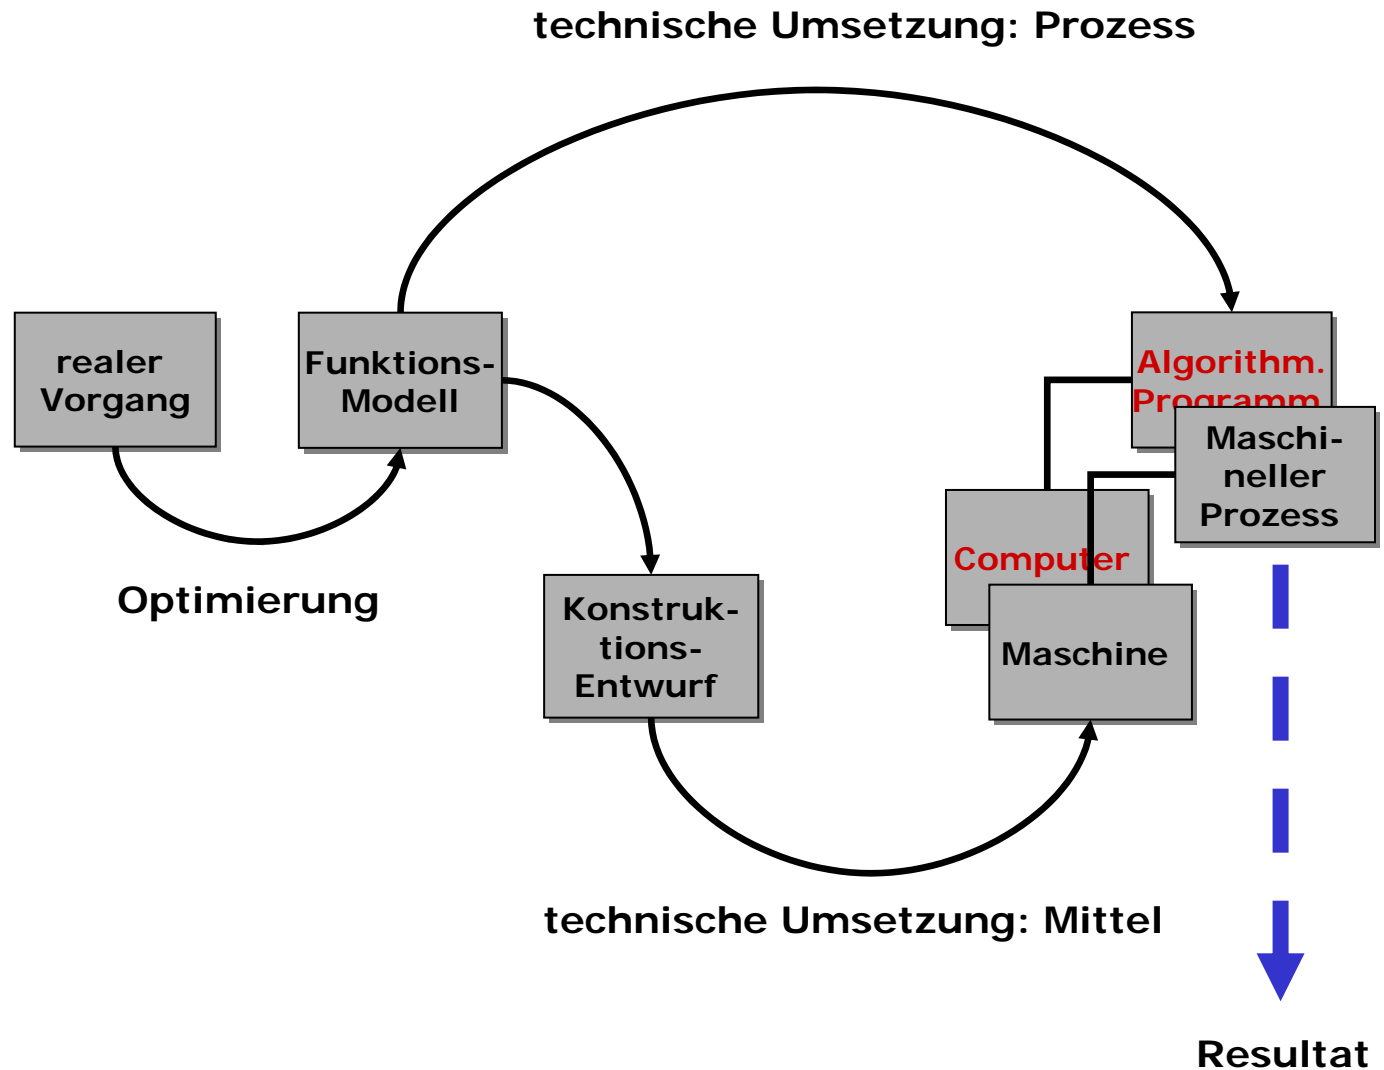 technische Umsetzung: Prozess
realer
Vorgang
Funktions-
Modell
Algorithm.
Programm.
Maschi-
neller
Prozess
Computer
Optimierung
Konstruk-
tions-
Entwurf
Maschine
technische Umsetzung: Mittel
Resultat